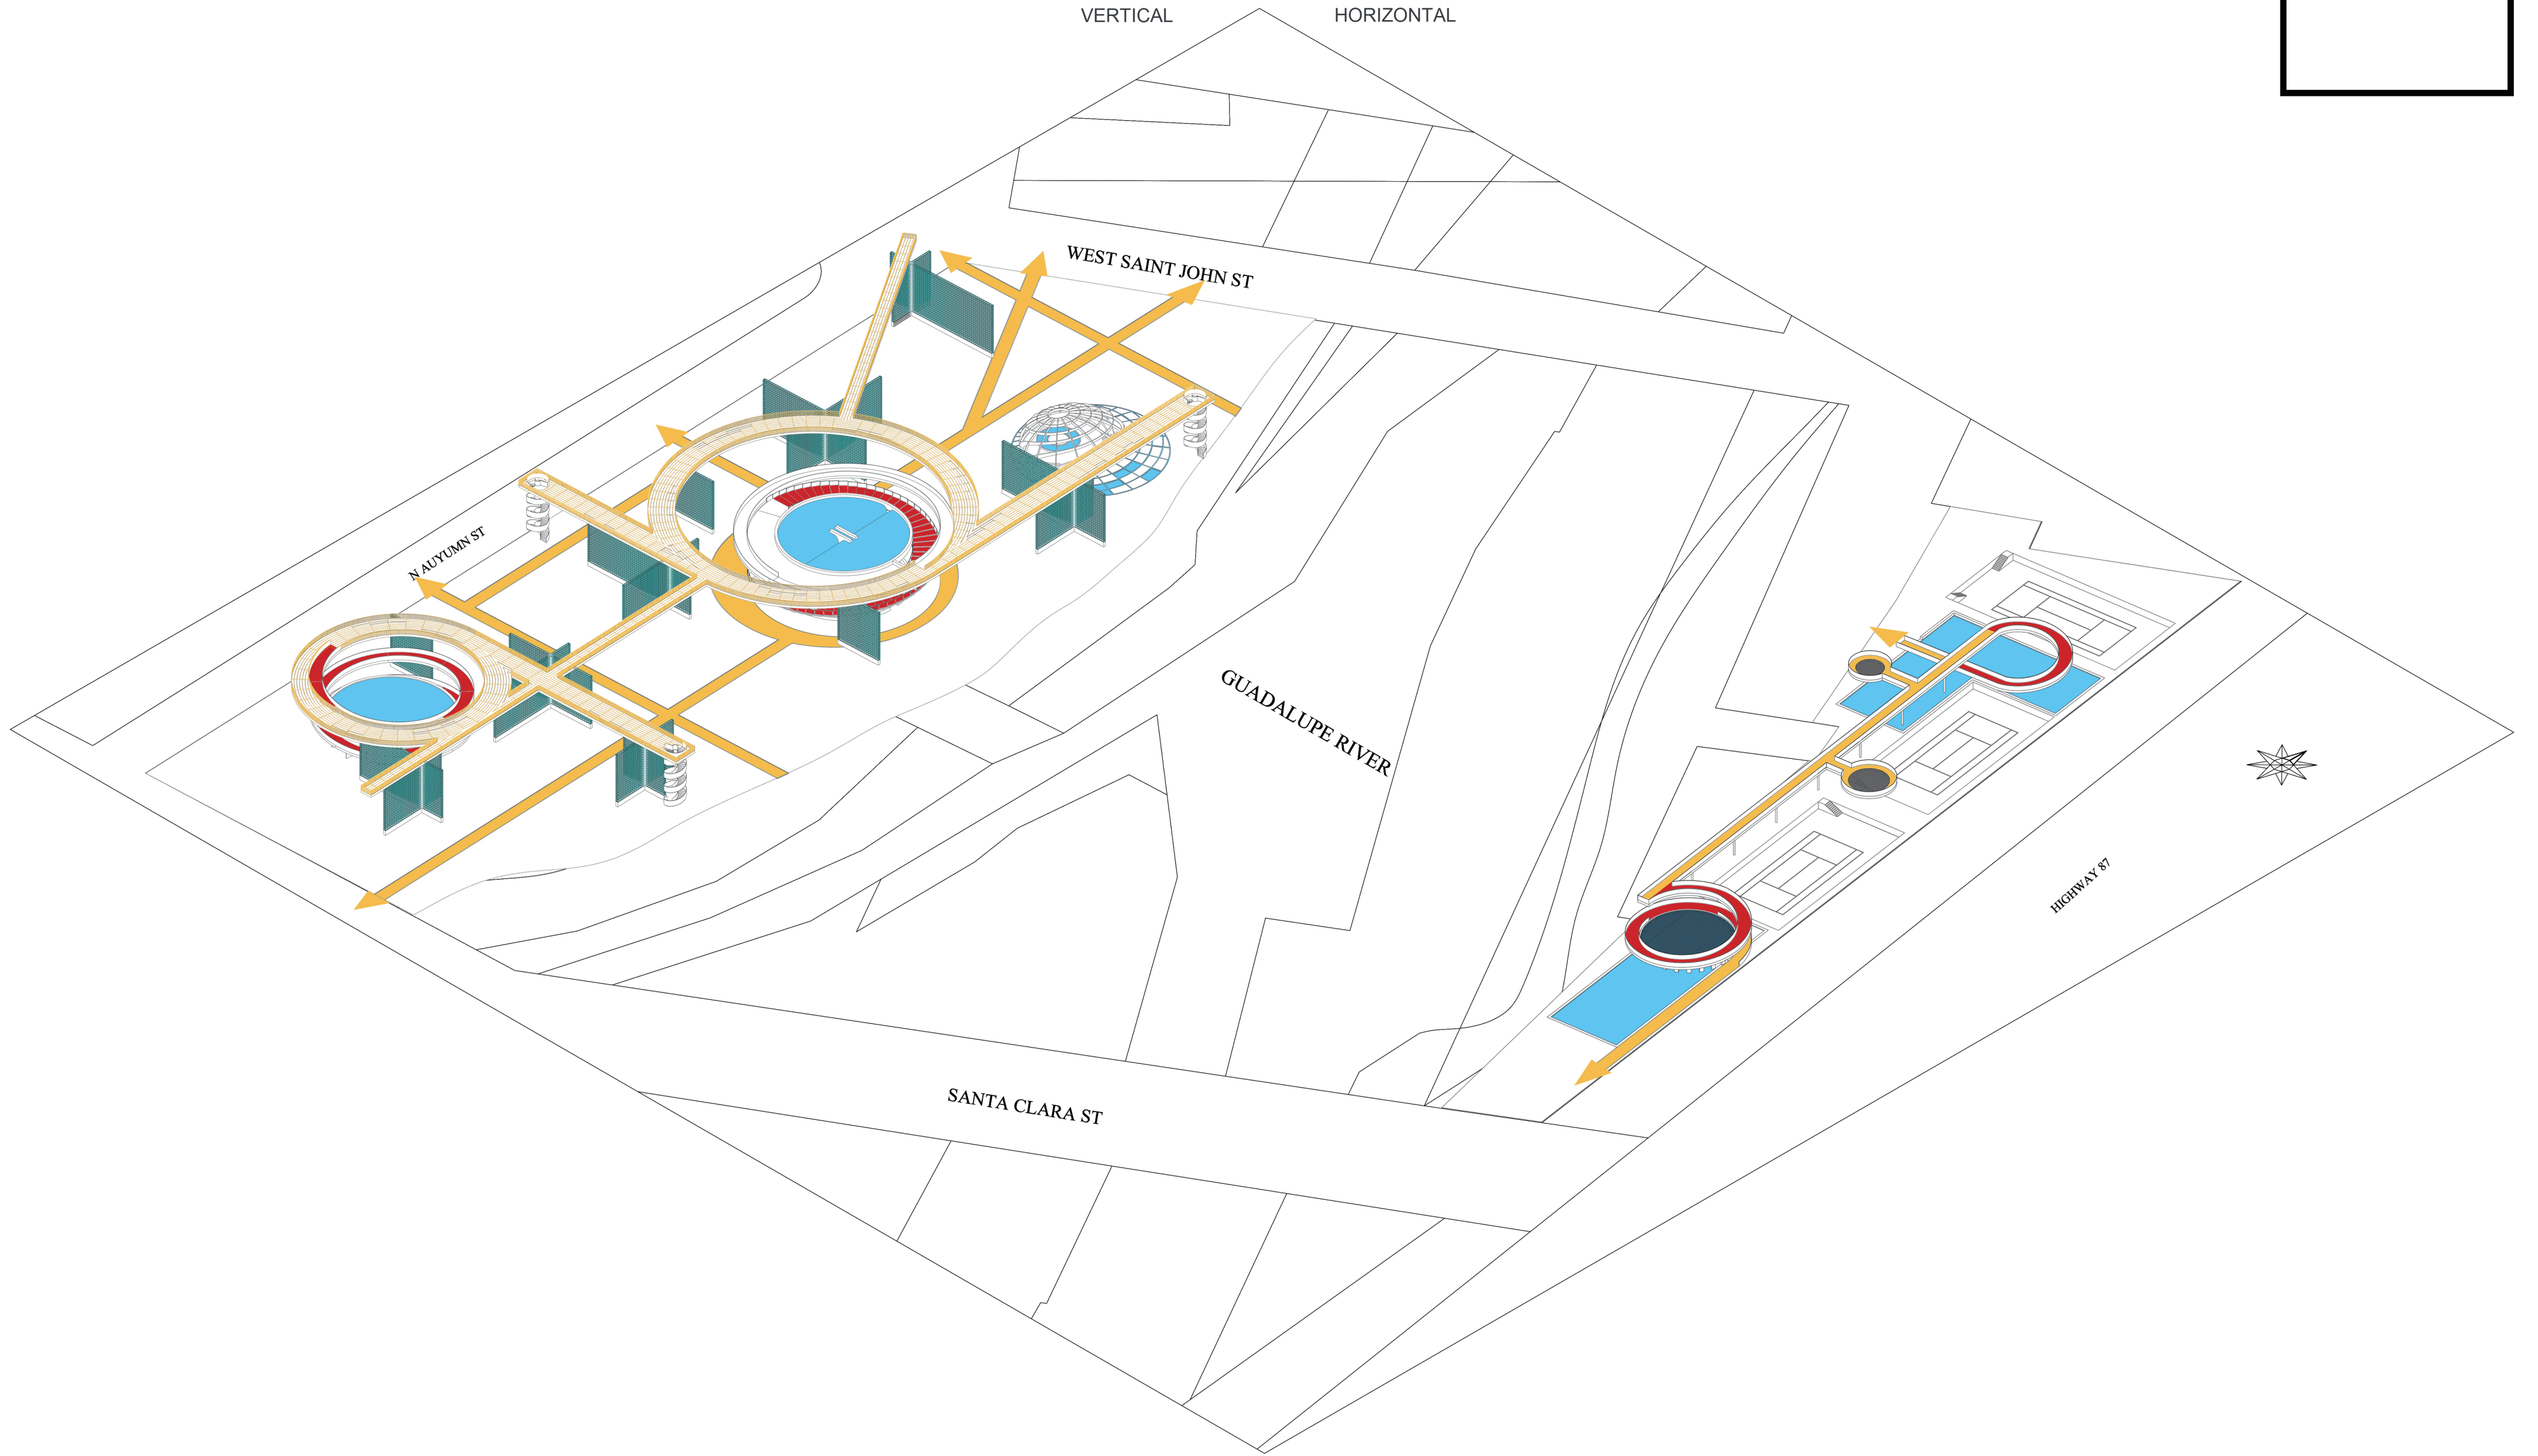 VERTICAL
HORIZONTAL
WEST SAINT JOHN ST
N AUYUMN ST
GUADALUPE RIVER
HIGHWAY 87
SANTA CLARA ST